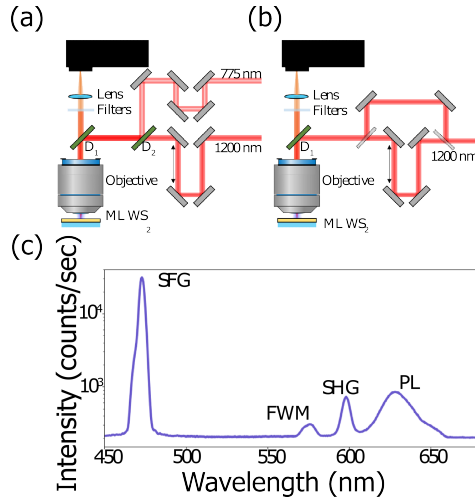 (a)
775 nm
Lens
Filters
D1
D2
1200 nm
Objective
ML WS2
(b)
Lens
Filters
D1
1200 nm
Objective
ML WS2
(c)
Intensity (counts/sec)
10^4
10^3
SFG
FWM
SHG
PL
450
500
550
600
650
Wavelength (nm)